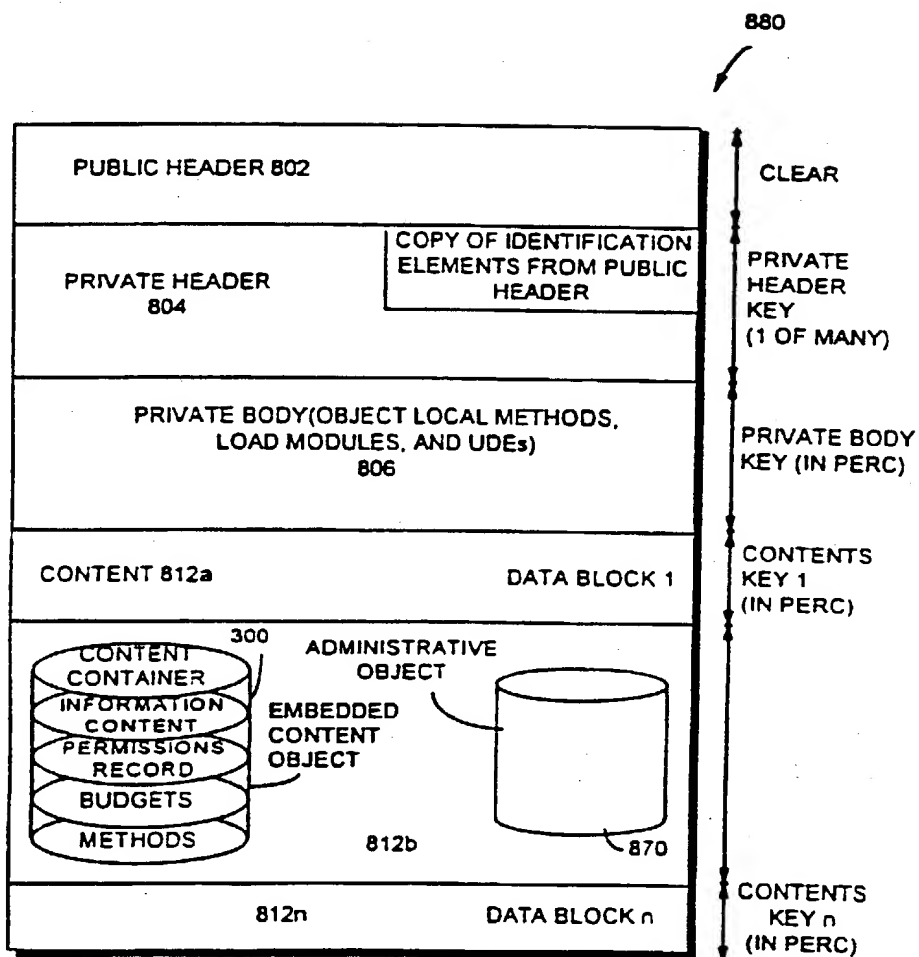 880
PUBLIC HEADER 802
CLEAR
COPY OF IDENTIFICATION
ELEMENTS FROM PUBLIC
HEADER
PRIVATE HEADER
804
PRIVATE
HEADER
KEY
(1 OF MANY)
PRIVATE BODY(OBJECT LOCAL METHODS,
LOAD MODULES, AND UDEs)
806
PRIVATE BODY
KEY (IN PERC)
CONTENT 812a
DATA BLOCK 1
CONTENTS
KEY 1
(IN PERC)
300
CONTENT
CONTAINER
INFORMATION
CONTENT
PERMISSIONS
RECORD
BUDGETS
METHODS
EMBEDDED
CONTENT
OBJECT
ADMINISTRATIVE
OBJECT
812b
870
812n
DATA BLOCK n
CONTENTS
KEY n
(IN PERC)